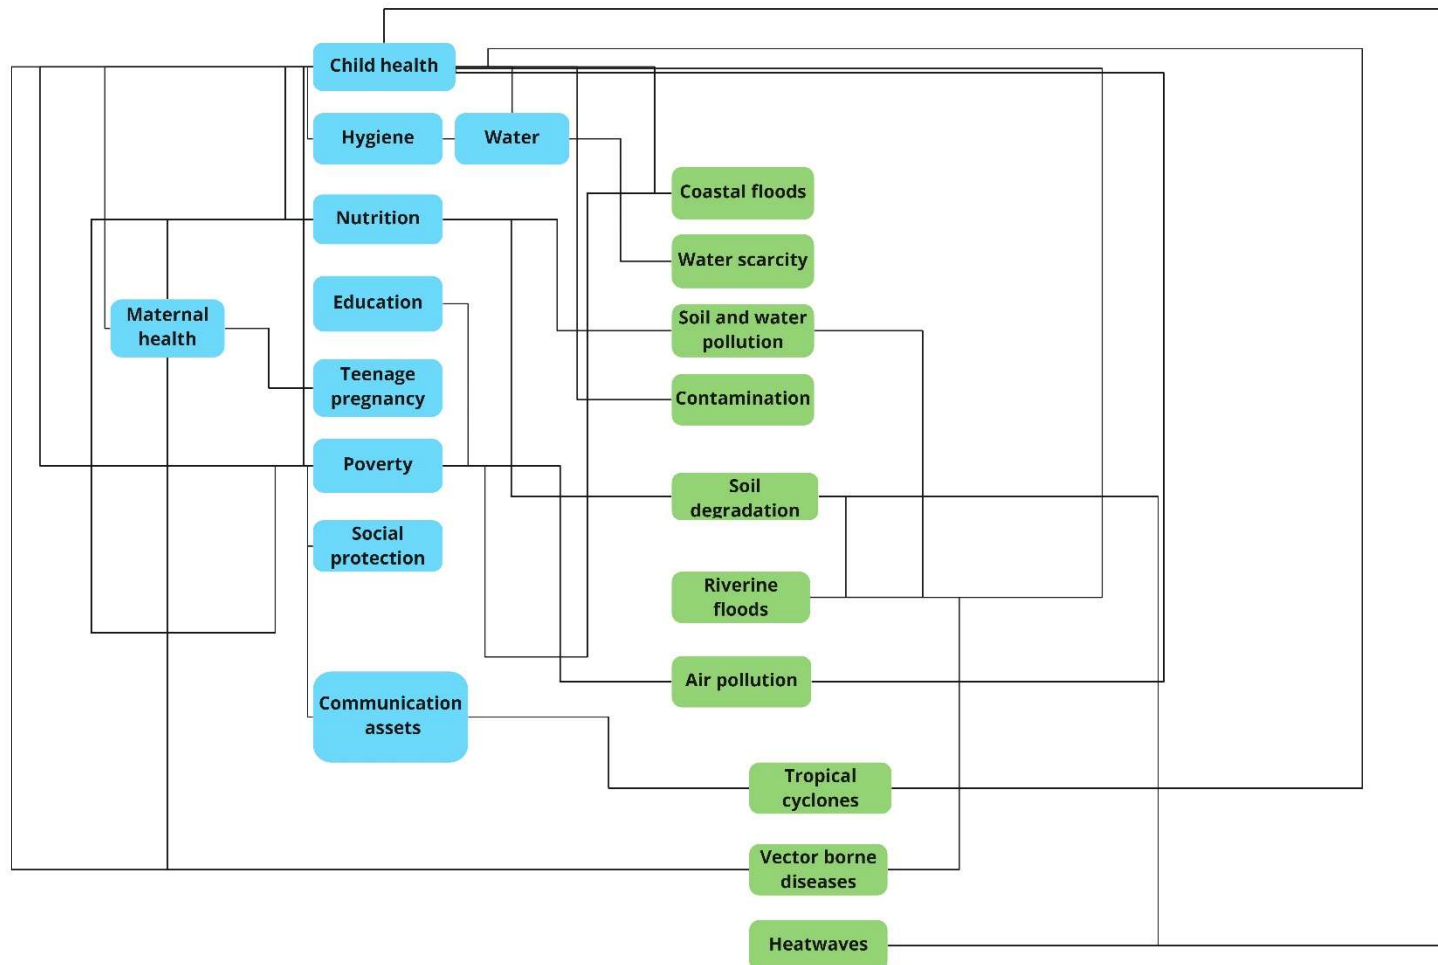 Child health
Hygiene
Water
Coastal floods
Nutrition
Water scarcity
Education
Maternal
health
Soil and water
pollution
Teenage
pregnancy
Contamination
Poverty
Soil
degradation
Social
protection
Riverine
floods
Air pollution
Communication
assets
Tropical
cyclones
Vector borne
diseases
Heatwaves